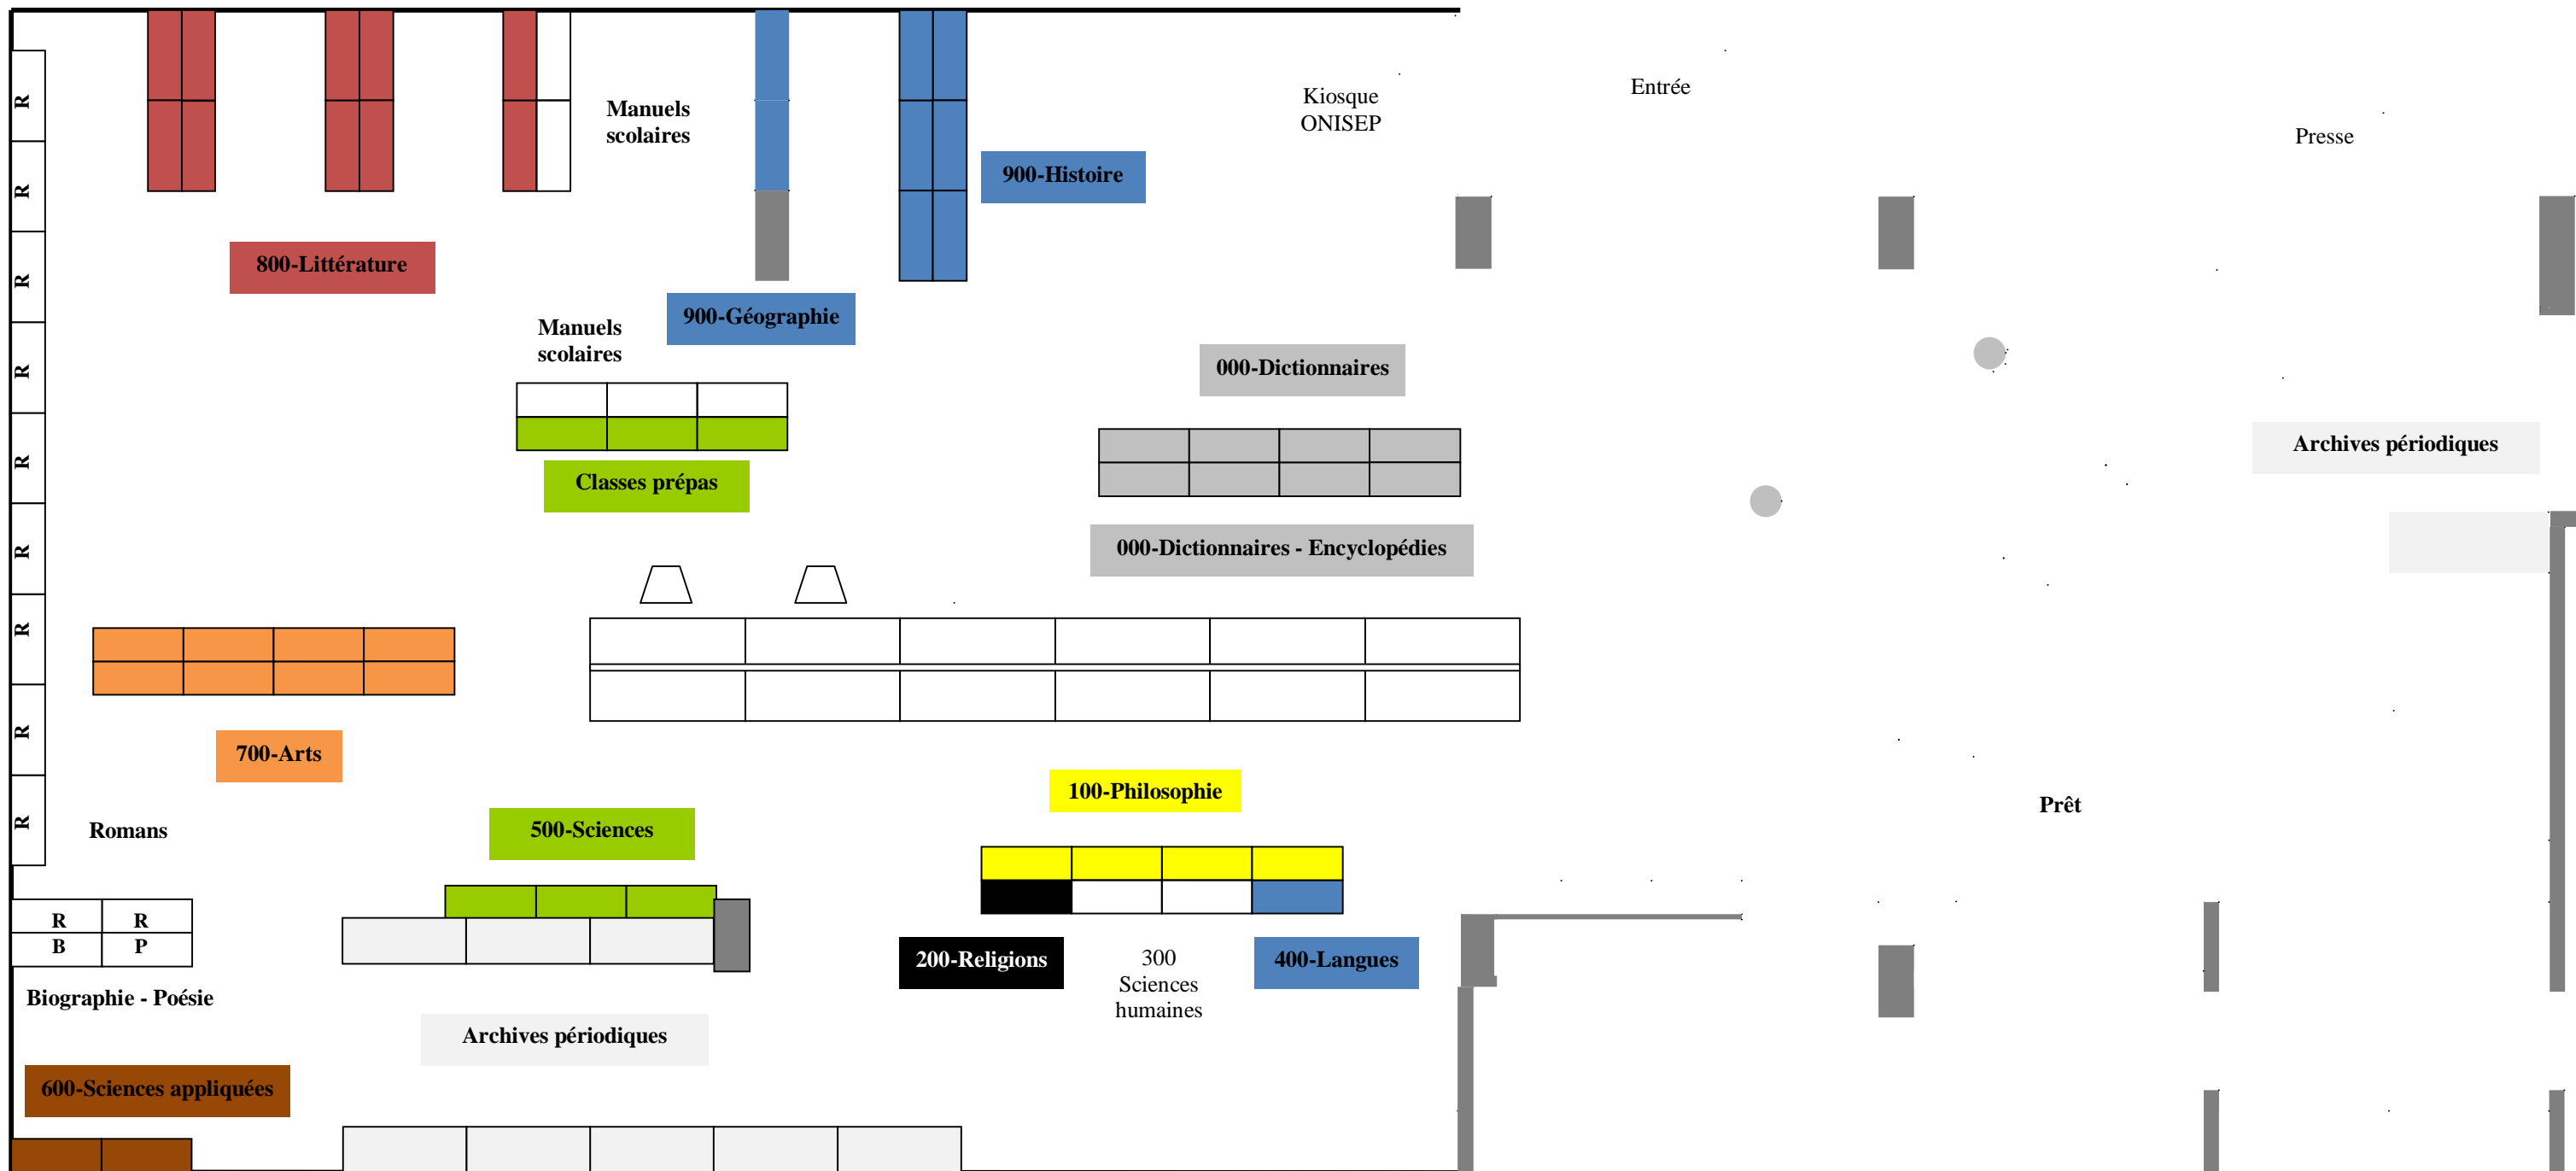 Entrée
Kiosque
ONISEP
Presse
Manuels
scolaires
900-Histoire
800-Littérature
900-Géographie
Manuels
scolaires
000-Dictionnaires
Archives périodiques
Classes prépas
000-Dictionnaires - Encyclopédies
R
R
R
R
R
R
R
R
R
700-Arts
100-Philosophie
Prêt
Romans
500-Sciences
R R
B P
200-Religions
300
Sciences
humaines
400-Langues
Biographie - Poésie
Archives périodiques
600-Sciences appliquées